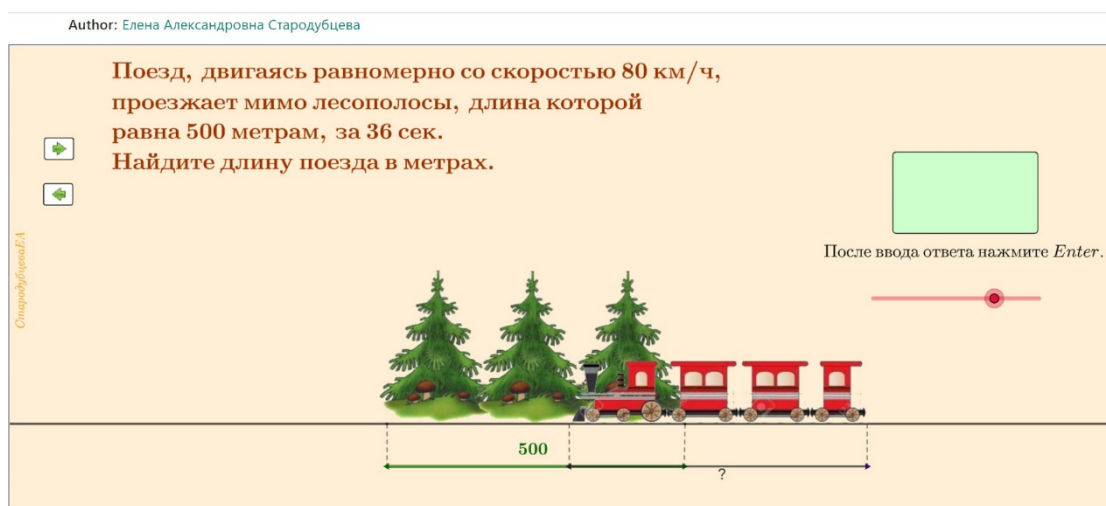 Author: Елена Александровна Стародубцева
Поезд, двигаясь равномерно со скоростью 80 км/ч,
проезжает мимо лесополосы, длина которой
равна 500 метрам, за 36 сек.
Найдите длину поезда в метрах.
После ввода ответа нажмите Enter.
СтародубцеваЕА
500
?